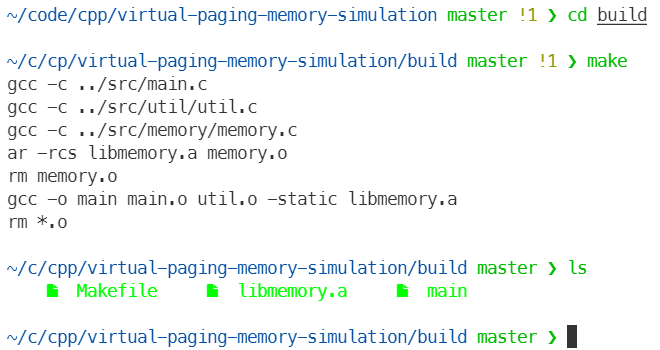 ~/code/cpp/virtual-paging-memory-simulation master !1 ❯ cd build
~/c/cp/virtual-paging-memory-simulation/build master !1 ❯ make
gcc -c ../src/main.c
gcc -c ../src/util/util.c
gcc -c ../src/memory/memory.c
ar -rcs libmemory.a memory.o
rm memory.o
gcc -o main main.o util.o -static libmemory.a
rm *.o
~/c/cpp/virtual-paging-memory-simulation/build master ❯ ls
Makefile libmemory.a main
~/c/cpp/virtual-paging-memory-simulation/build master ❯